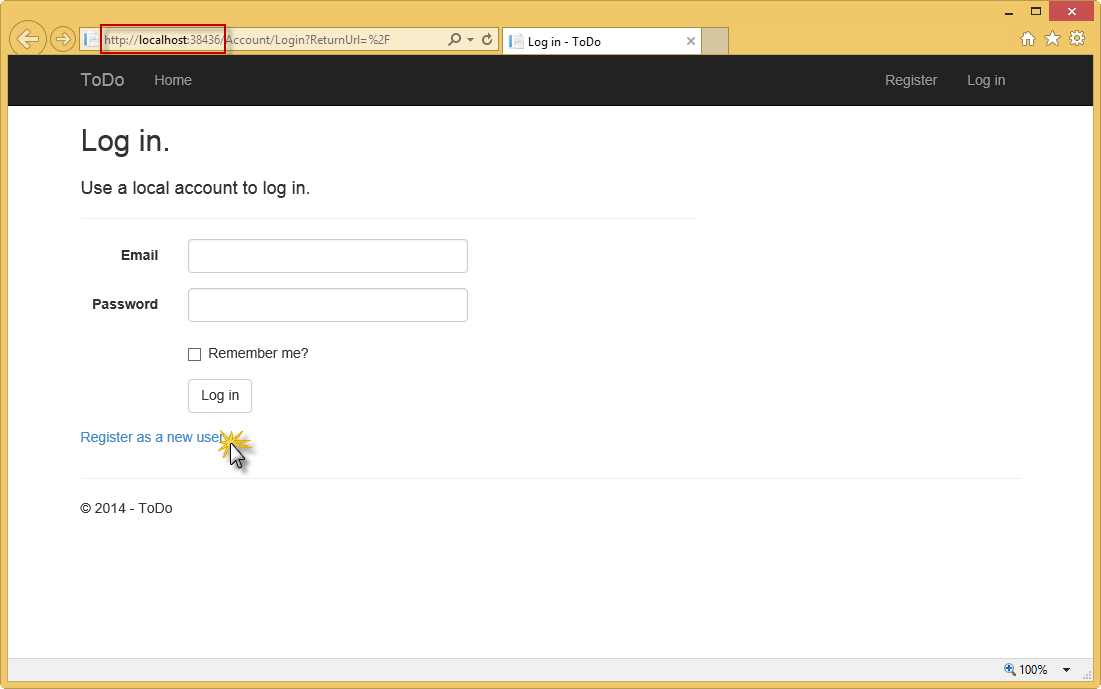 http://localhost:38436/Account/Login?ReturnUrl=%2F
Log in - ToDo
ToDo
Home
Register
Log in
Log in.
Use a local account to log in.
Email
Password
Remember me?
Log in
Register as a new user
© 2014 - ToDo
100%